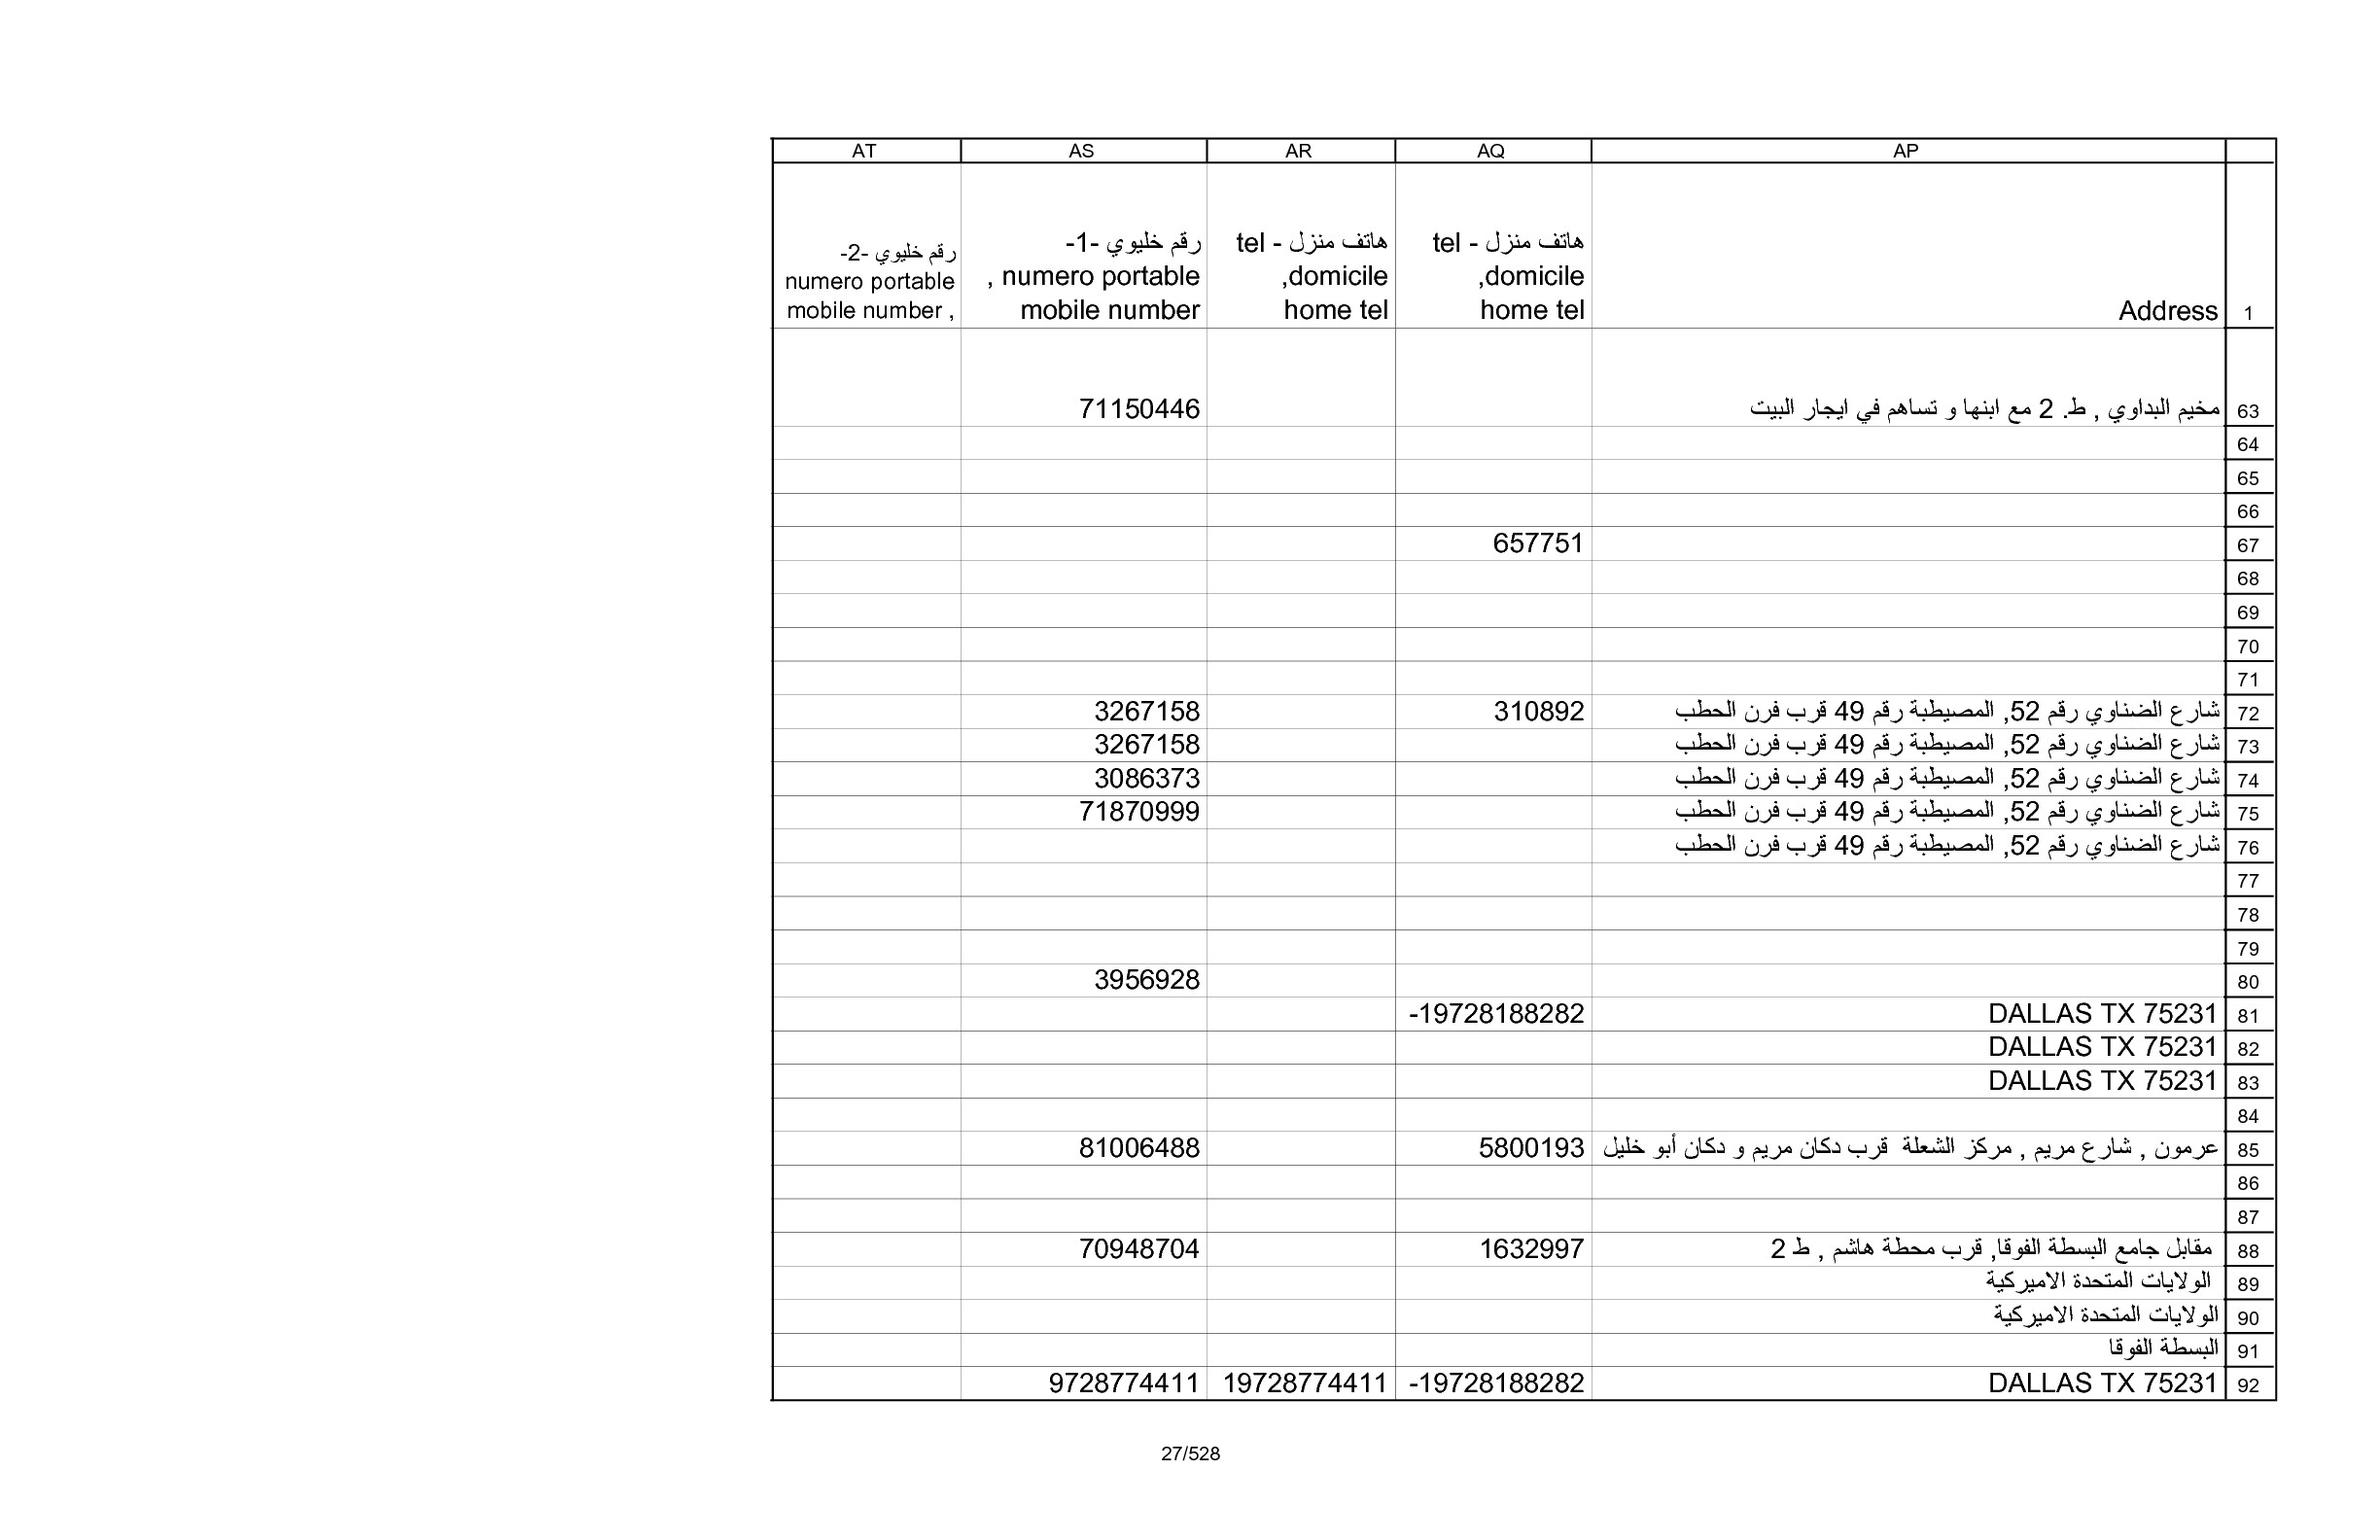 AP AQ AR AS AT
1 Address هاتف منزل - tel domicile, home tel هاتف منزل - tel domicile, home tel رقم خليوي -1- numero portable , mobile number رقم خليوي -2- numero portable mobile number ,
63 مخيم البداوي , ط. 2 مع ابنها و تساهم في ايجار البيت 71150446
64
65
66
67 657751
68
69
70
71
72 شارع الضناوي رقم 52, المصيطبة رقم 49 قرب فرن الحطب 310892 3267158
73 شارع الضناوي رقم 52, المصيطبة رقم 49 قرب فرن الحطب 3267158
74 شارع الضناوي رقم 52, المصيطبة رقم 49 قرب فرن الحطب 3086373
75 شارع الضناوي رقم 52, المصيطبة رقم 49 قرب فرن الحطب 71870999
76 شارع الضناوي رقم 52, المصيطبة رقم 49 قرب فرن الحطب
77
78
79
80 3956928
81 DALLAS TX 75231 -19728188282
82 DALLAS TX 75231
83 DALLAS TX 75231
84
85 عرمون , شارع مريم , مركز الشعلة قرب دكان مريم و دكان أبو خليل 5800193 81006488
86
87
88 مقابل جامع البسطة الفوقا, قرب محطة هاشم , ط 2 1632997 70948704
89 الولايات المتحدة الاميركية
90 الولايات المتحدة الاميركية
91 البسطة الفوقا
92 DALLAS TX 75231 -19728188282 19728774411 9728774411
27/528